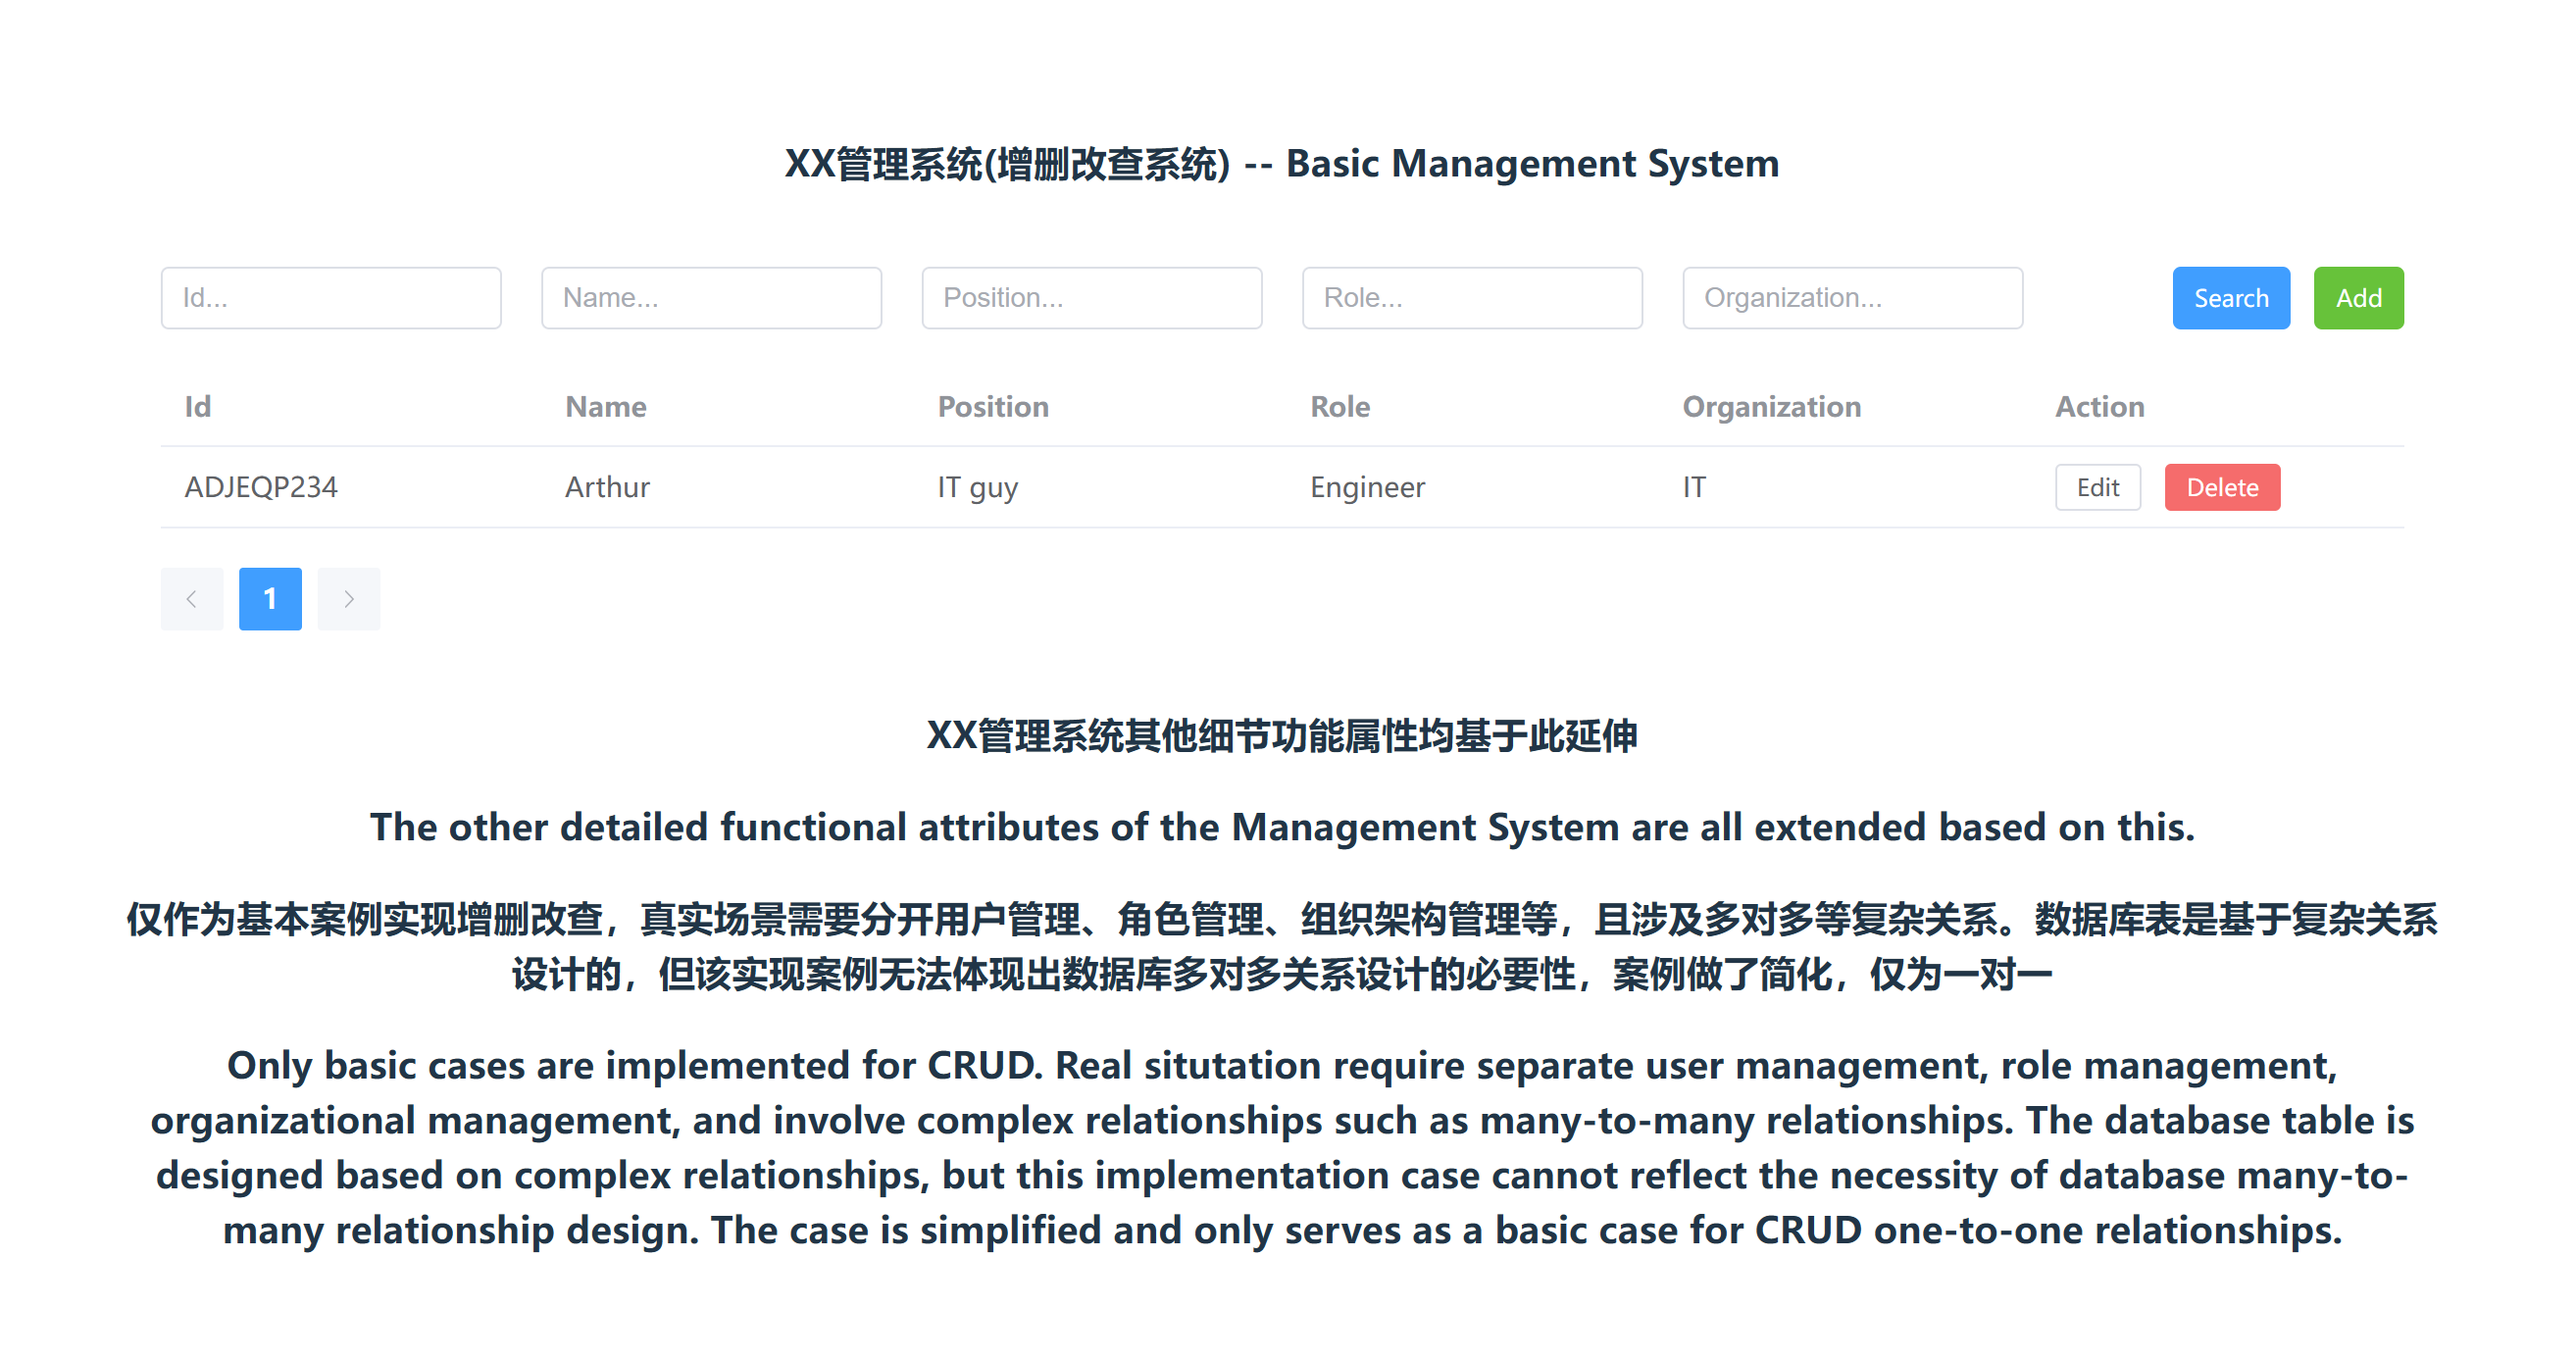 XX管理系统(增删改查系统) -- Basic Management System
Id... Name... Position... Role... Organization... Search Add
Id Name Position Role Organization Action
ADJEQP234 Arthur IT guy Engineer IT Edit Delete
1
XX管理系统其他细节功能属性均基于此延伸
The other detailed functional attributes of the Management System are all extended based on this.
仅作为基本案例实现增删改查，真实场景需要分开用户管理、角色管理、组织架构管理等，且涉及多对多等复杂关系。数据库表是基于复杂关系
设计的，但该实现案例无法体现出数据库多对多关系设计的必要性，案例做了简化，仅为一对一
Only basic cases are implemented for CRUD. Real situtation require separate user management, role management,
organizational management, and involve complex relationships such as many-to-many relationships. The database table is
designed based on complex relationships, but this implementation case cannot reflect the necessity of database many-to-
many relationship design. The case is simplified and only serves as a basic case for CRUD one-to-one relationships.